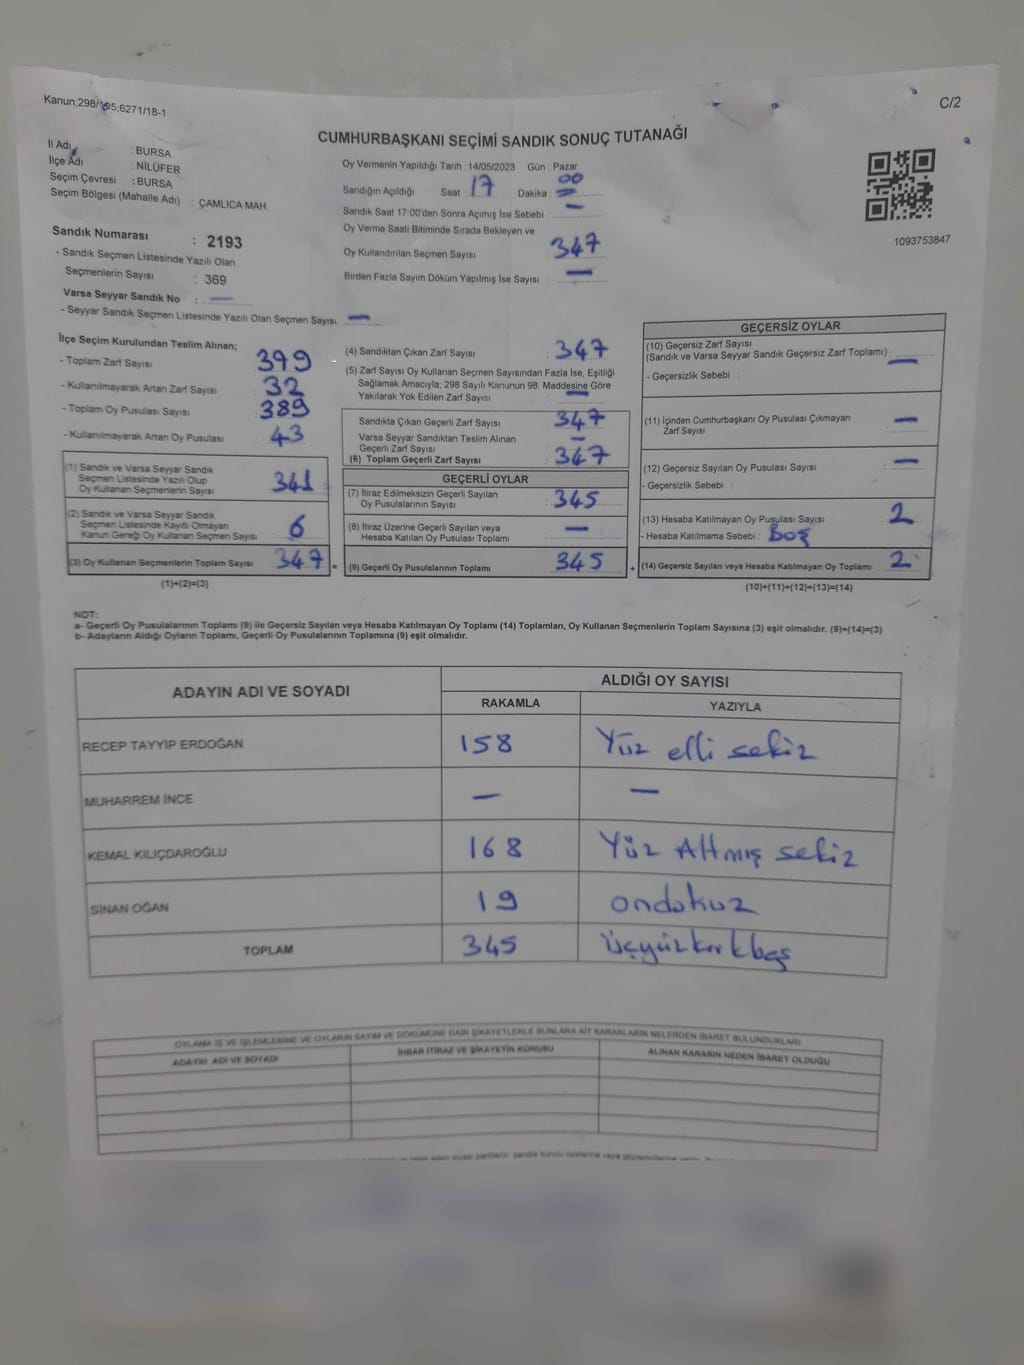 Kanun;298/105;6271/18-1
C/2
CUMHURBAŞKANI SEÇİMİ SANDIK SONUÇ TUTANAĞI
İl Adı : BURSA
İlçe Adı : NİLÜFER
Seçim Çevresi : BURSA
Seçim Bölgesi (Mahalle Adı) : ÇAMLICA MAH.
Sandık Numarası : 2193
- Sandık Seçmen Listesinde Yazılı Olan
Seçmenlerin Sayısı : 369
Varsa Seyyar Sandık No : —
- Seyyar Sandık Seçmen Listesinde Yazılı Olan Seçmen Sayısı: —
Oy Vermenin Yapıldığı Tarih : 14/05/2023 Gün : Pazar
Sandığın Açıldığı Saat : 17 Dakika : 00
Sandık Saat 17:00'den Sonra Açımış İse Sebebi : —
Oy Verme Saati Bitiminde Sırada Bekleyen ve
Oy Kullandırılan Seçmen Sayısı : 347
Birden Fazla Sayım Döküm Yapılmış İse Sayısı : —
1093753847
İlçe Seçim Kurulundan Teslim Alınan;
- Toplam Zarf Sayısı : 379
- Kullanılmayarak Artan Zarf Sayısı : 32
- Toplam Oy Pusulası Sayısı : 389
- Kullanılmayarak Artan Oy Pusulası : 43
(1) Sandık ve Varsa Seyyar Sandık
Seçmen Listesinde Yazılı Olup
Oy Kullanan Seçmenlerin Sayısı : 341
(2) Sandık ve Varsa Seyyar Sandık
Seçmen Listesinde Kayıtlı Olmayan
Kanun Gereği Oy Kullanan Seçmen Sayısı : 6
(3) Oy Kullanan Seçmenlerin Toplam Sayısı : 347
(1)+(2)=(3)
(4) Sandıktan Çıkan Zarf Sayısı : 347
(5) Zarf Sayısı Oy Kullanan Seçmen Sayısından Fazla İse, Eşitliği
Sağlamak Amacıyla; 298 Sayılı Kanunun 98. Maddesine Göre
Yakılarak Yok Edilen Zarf Sayısı : —
Sandıkta Çıkan Geçerli Zarf Sayısı : 347
Varsa Seyyar Sandıktan Teslim Alınan
Geçerli Zarf Sayısı : —
(6) Toplam Geçerli Zarf Sayısı : 347
GEÇERLİ OYLAR
(7) İtiraz Edilmeksizin Geçerli Sayılan
Oy Pusulalarının Sayısı : 345
(8) İtiraz Üzerine Geçerli Sayılan veya
Hesaba Katılan Oy Pusulası Toplamı : —
= (9) Geçerli Oy Pusulalarının Toplamı : 345
GEÇERSİZ OYLAR
(10) Geçersiz Zarf Sayısı
(Sandık ve Varsa Seyyar Sandık Geçersiz Zarf Toplamı) : —
- Geçersizlik Sebebi :
(11) İçinden Cumhurbaşkanı Oy Pusulası Çıkmayan
Zarf Sayısı : —
(12) Geçersiz Sayılan Oy Pusulası Sayısı : —
- Geçersizlik Sebebi :
(13) Hesaba Katılmayan Oy Pusulası Sayısı : 2
- Hesaba Katılmama Sebebi : Boş
+ (14) Geçersiz Sayılan veya Hesaba Katılmayan Oy Toplamı : 2
(10)+(11)+(12)+(13)=(14)
NOT:
a- Geçerli Oy Pusulalarının Toplamı (9) ile Geçersiz Sayılan veya Hesaba Katılmayan Oy Toplamı (14) Toplamları, Oy Kullanan Seçmenlerin Toplam Sayısına (3) eşit olmalıdır. (9)+(14)=(3)
b- Adayların Aldığı Oyların Toplamı, Geçerli Oy Pusulalarının Toplamına (9) eşit olmalıdır.
ADAYIN ADI VE SOYADI ALDIĞI OY SAYISI
RAKAMLA YAZIYLA
RECEP TAYYİP ERDOĞAN 158 Yüz elli sekiz
MUHARREM İNCE — —
KEMAL KILIÇDAROĞLU 168 Yüz Altmış sekiz
SİNAN OĞAN 19 ondokuz
TOPLAM 345 üçyüzkırkbeş
OYLAMA İŞ VE İŞLEMLERİNE VE OYLARIN SAYIM VE DÖKÜMÜNE DAİR ŞİKAYETLERLE BUNLARA AİT KARARLARIN NELERDEN İBARET BULUNDUKLARI
ADAYIN ADI VE SOYADI İHBAR İTİRAZ VE ŞİKAYETİN KONUSU ALINAN KARARIN NEDEN İBARET OLDUĞU